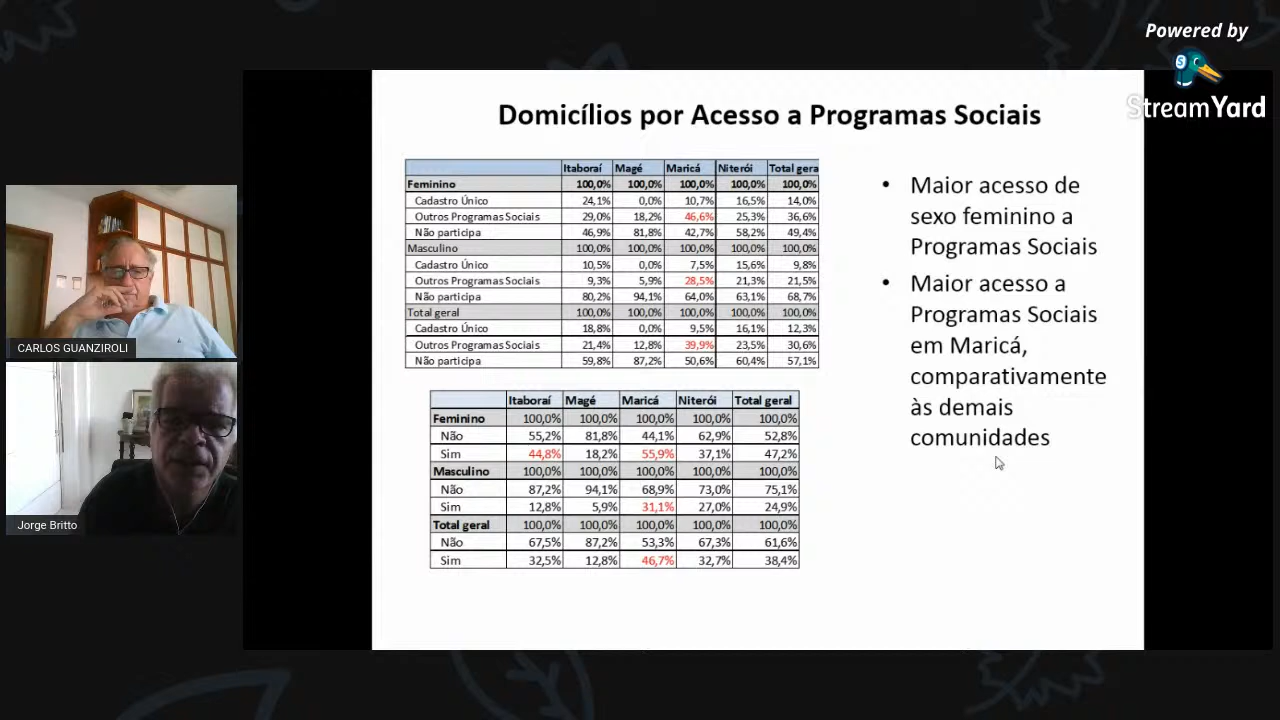 Powered by
StreamYard
Domicílios por Acesso a Programas Sociais
Itaboraí Magé Maricá Niterói Total gera
Feminino 100,0% 100,0% 100,0% 100,0% 100,0%
Cadastro Único 24,1% 0,0% 10,7% 16,5% 14,0%
Outros Programas Sociais 29,0% 18,2% 46,6% 25,3% 36,6%
Não participa 46,9% 81,8% 42,7% 58,2% 49,4%
Masculino 100,0% 100,0% 100,0% 100,0% 100,0%
Cadastro Único 10,5% 0,0% 7,5% 15,6% 9,8%
Outros Programas Sociais 9,3% 5,9% 28,5% 21,3% 21,5%
Não participa 80,2% 94,1% 64,0% 63,1% 68,7%
Total geral 100,0% 100,0% 100,0% 100,0% 100,0%
Cadastro Único 18,8% 0,0% 9,5% 16,1% 12,3%
Outros Programas Sociais 21,4% 12,8% 39,9% 23,5% 30,6%
Não participa 59,8% 87,2% 50,6% 60,4% 57,1%
Itaboraí Magé Maricá Niterói Total geral
Feminino 100,0% 100,0% 100,0% 100,0% 100,0%
Não 55,2% 81,8% 44,1% 62,9% 52,8%
Sim 44,8% 18,2% 55,9% 37,1% 47,2%
Masculino 100,0% 100,0% 100,0% 100,0% 100,0%
Não 87,2% 94,1% 68,9% 73,0% 75,1%
Sim 12,8% 5,9% 31,1% 27,0% 24,9%
Total geral 100,0% 100,0% 100,0% 100,0% 100,0%
Não 67,5% 87,2% 53,3% 67,3% 61,6%
Sim 32,5% 12,8% 46,7% 32,7% 38,4%
• Maior acesso de
sexo feminino a
Programas Sociais
• Maior acesso a
Programas Sociais
em Maricá,
comparativamente
às demais
comunidades
CARLOS GUANZIROLI
Jorge Britto